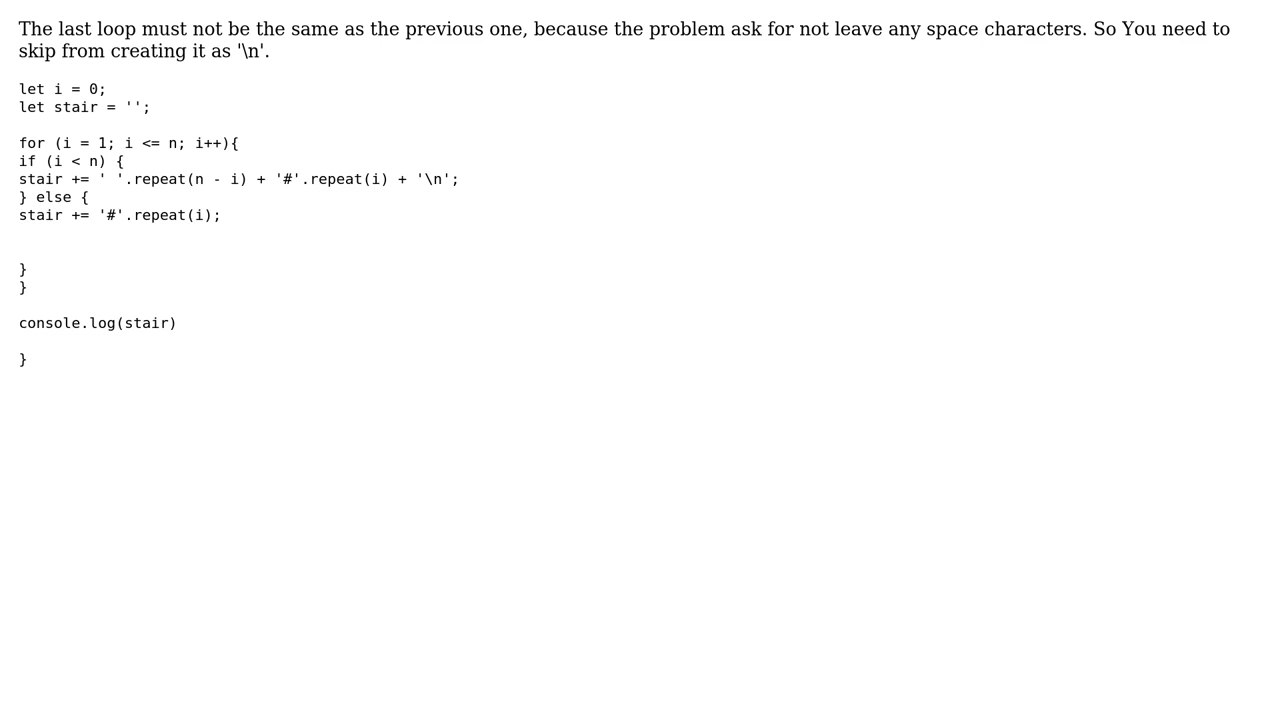 The last loop must not be the same as the previous one, because the problem ask for not leave any space characters. So You need to
skip from creating it as '\n'.
let i = 0;
let stair = '';
for (i = 1; i <= n; i++){
if (i < n) {
stair += ' '.repeat(n - i) + '#'.repeat(i) + '\n';
} else {
stair += '#'.repeat(i);
}
}
console.log(stair)
}